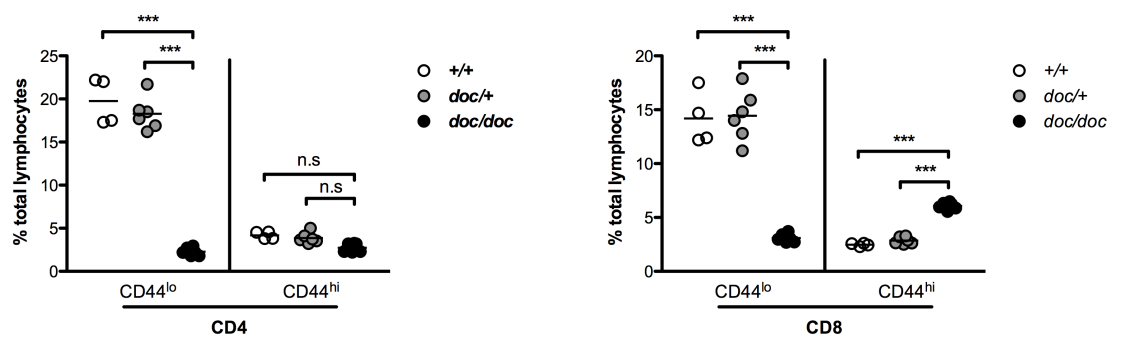 ***
***
n.s
n.s
% total lymphocytes
25
20
15
10
5
0
CD44lo
CD44hi
CD4
+/+
doc/+
doc/doc
***
***
***
***
% total lymphocytes
20
15
10
5
0
CD44lo
CD44hi
CD8
+/+
doc/+
doc/doc